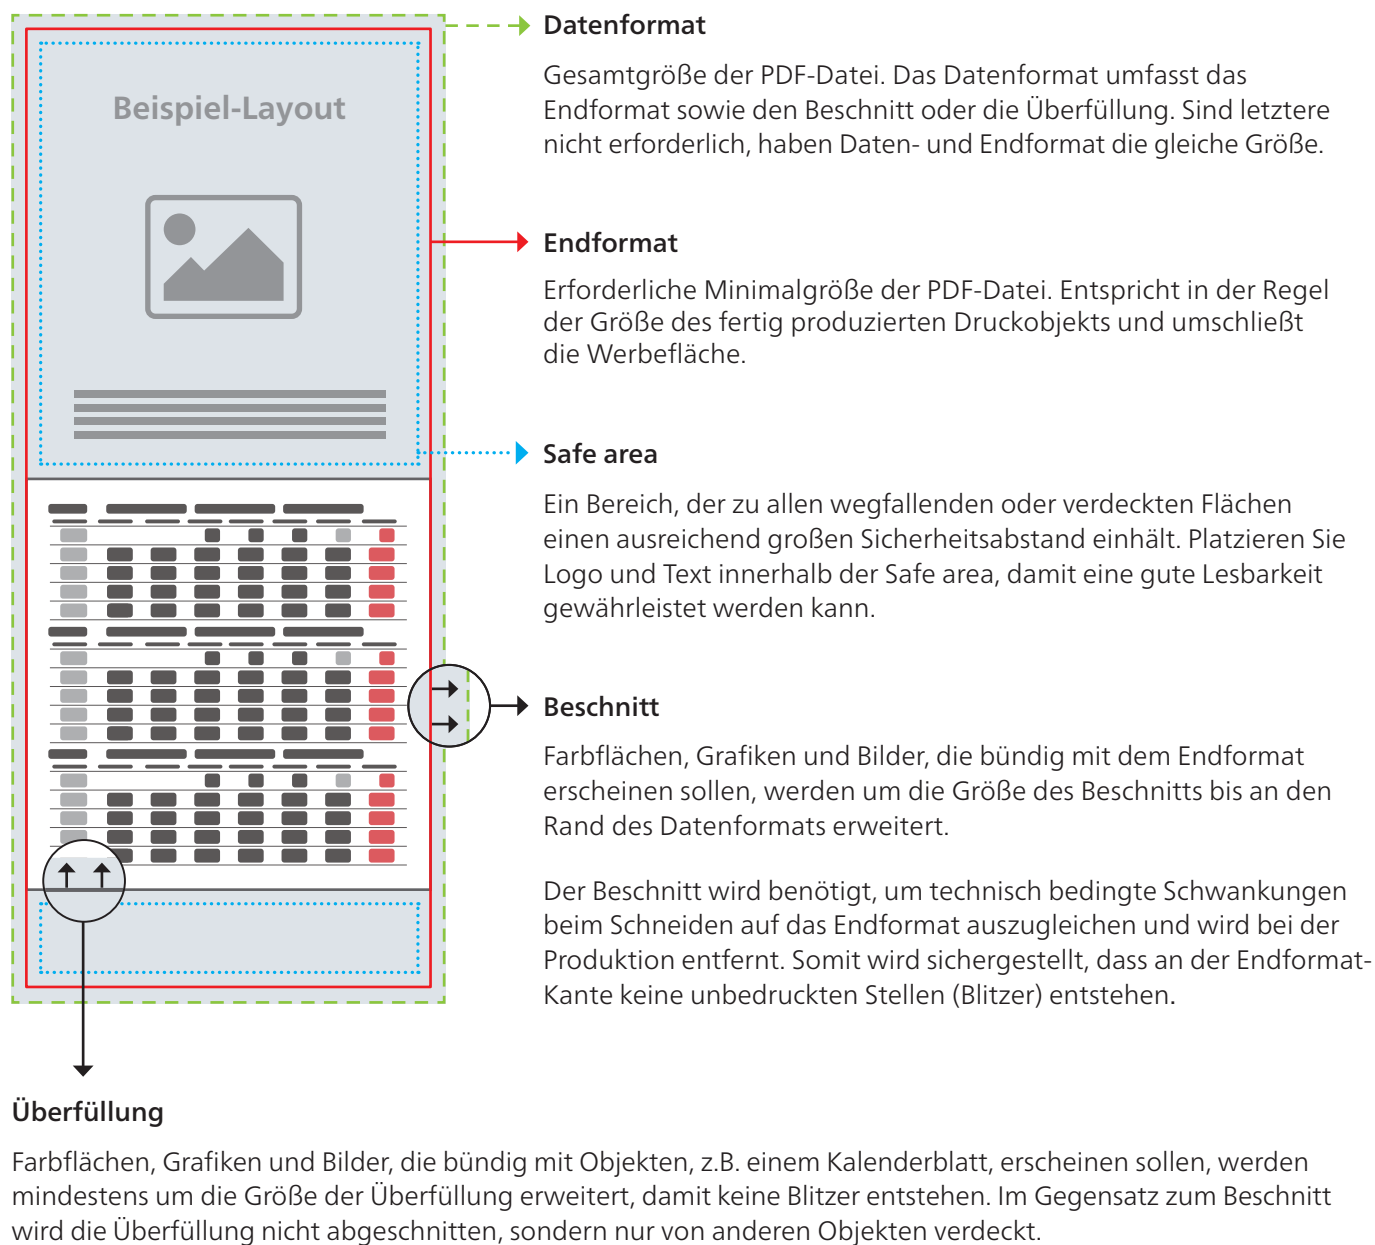 Beispiel-Layout
Datenformat
Gesamtgröße der PDF-Datei. Das Datenformat umfasst das
Endformat sowie den Beschnitt oder die Überfüllung. Sind letztere
nicht erforderlich, haben Daten- und Endformat die gleiche Größe.
Endformat
Erforderliche Minimalgröße der PDF-Datei. Entspricht in der Regel
der Größe des fertig produzierten Druckobjekts und umschließt
die Werbefläche.
Safe area
Ein Bereich, der zu allen wegfallenden oder verdeckten Flächen
einen ausreichend großen Sicherheitsabstand einhält. Platzieren Sie
Logo und Text innerhalb der Safe area, damit eine gute Lesbarkeit
gewährleistet werden kann.
Beschnitt
Farbflächen, Grafiken und Bilder, die bündig mit dem Endformat
erscheinen sollen, werden um die Größe des Beschnitts bis an den
Rand des Datenformats erweitert.
Der Beschnitt wird benötigt, um technisch bedingte Schwankungen
beim Schneiden auf das Endformat auszugleichen und wird bei der
Produktion entfernt. Somit wird sichergestellt, dass an der Endformat-
Kante keine unbedruckten Stellen (Blitzer) entstehen.
Überfüllung
Farbflächen, Grafiken und Bilder, die bündig mit Objekten, z.B. einem Kalenderblatt, erscheinen sollen, werden
mindestens um die Größe der Überfüllung erweitert, damit keine Blitzer entstehen. Im Gegensatz zum Beschnitt
wird die Überfüllung nicht abgeschnitten, sondern nur von anderen Objekten verdeckt.